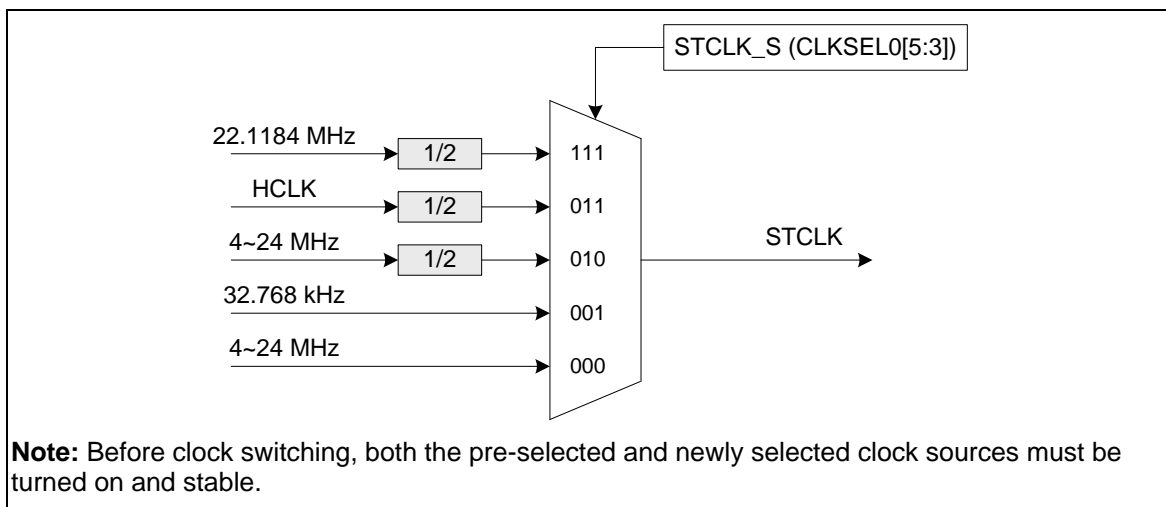 STCLK_S (CLKSEL0[5:3])
22.1184 MHz
1/2
111
HCLK
1/2
011
4~24 MHz
1/2
010
STCLK
32.768 kHz
001
4~24 MHz
000
Note: Before clock switching, both the pre-selected and newly selected clock sources must be
turned on and stable.